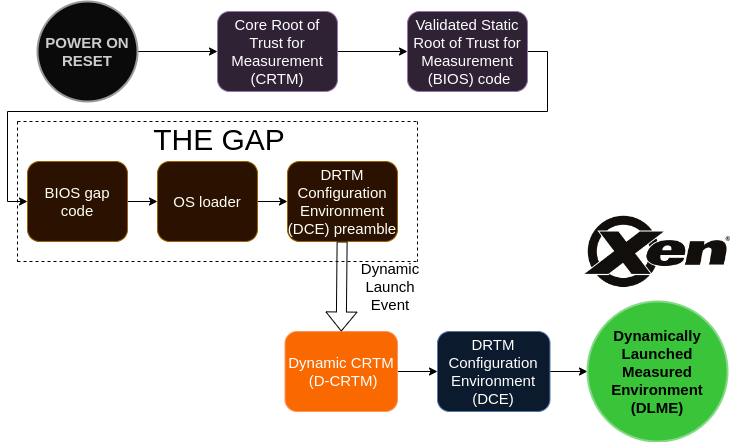 POWER ON
RESET
Core Root of
Trust for
Measurement
(CRTM)
Validated Static
Root of Trust for
Measurement
(BIOS) code
THE GAP
BIOS gap
code
OS loader
DRTM
Configuration
Environment
(DCE) preamble
Dynamic
Launch
Event
Xen®
Dynamic CRTM
(D-CRTM)
DRTM
Configuration
Environment
(DCE)
Dynamically
Launched
Measured
Environment
(DLME)